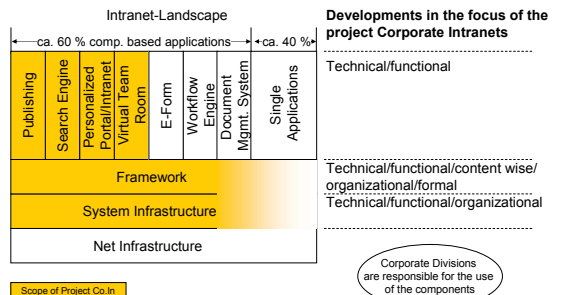 Intranet-Landscape
Developments in the focus of the
project Corporate Intranets
ca. 60 % comp. based applications
ca. 40 %
Publishing
Search Engine
Personalized
Portal/Intranet
Virtual Team
Room
E-Form
Workflow
Engine
Document
Mgmt. System
Single
Applications
Technical/functional
Framework
Technical/functional/content wise/
organizational/formal
System Infrastructure
Technical/functional/organizational
Net Infrastructure
Corporate Divisions
are responsible for the use
of the components
Scope of Project Co.In